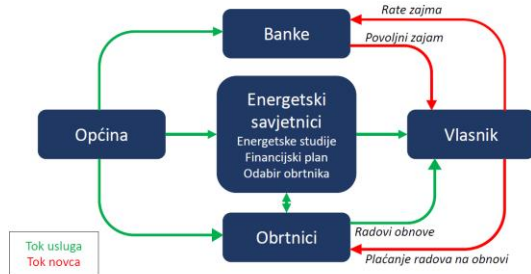 Rate zajma
Banke
Povoljni zajam
Energetski
savjetnici
Energetske studije
Financijski plan
Odabir obrtnika
Općina
Vlasnik
Obrtnici
Radovi obnove
Plaćanje radova na obnovi
Tok usluga
Tok novca